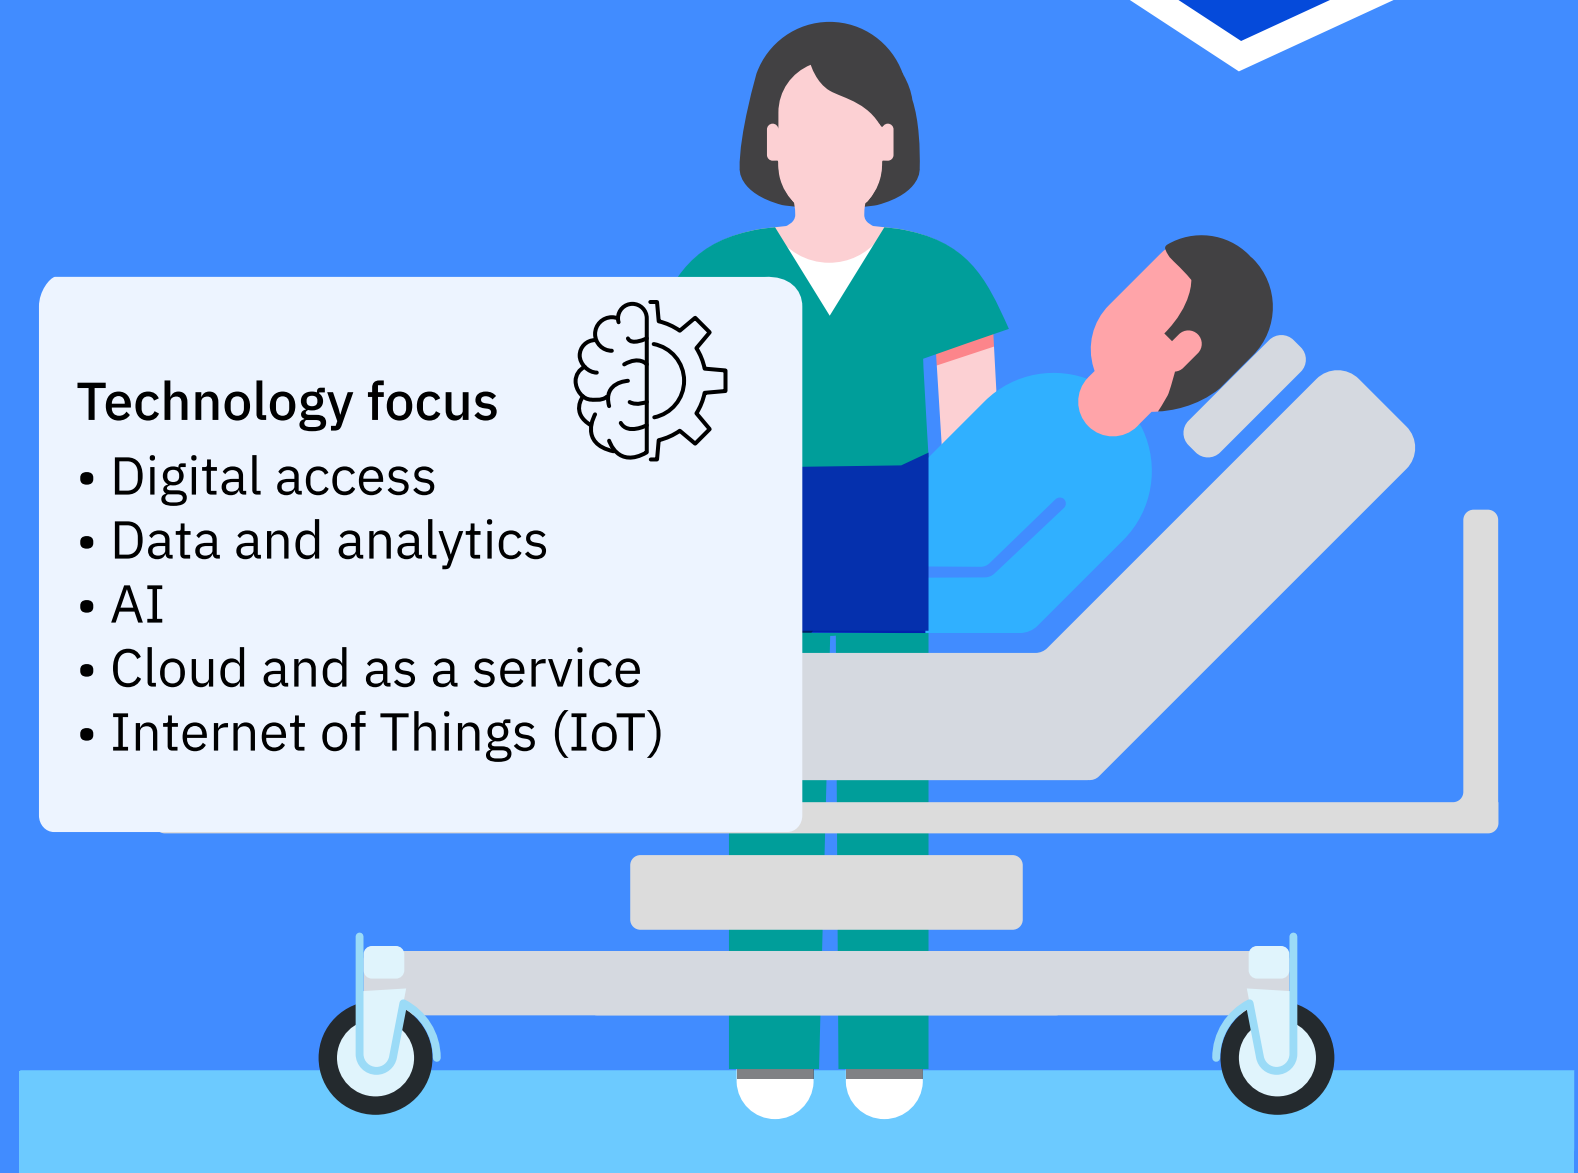 Technology focus
• Digital access
• Data and analytics
• AI
• Cloud and as a service
• Internet of Things (IoT)